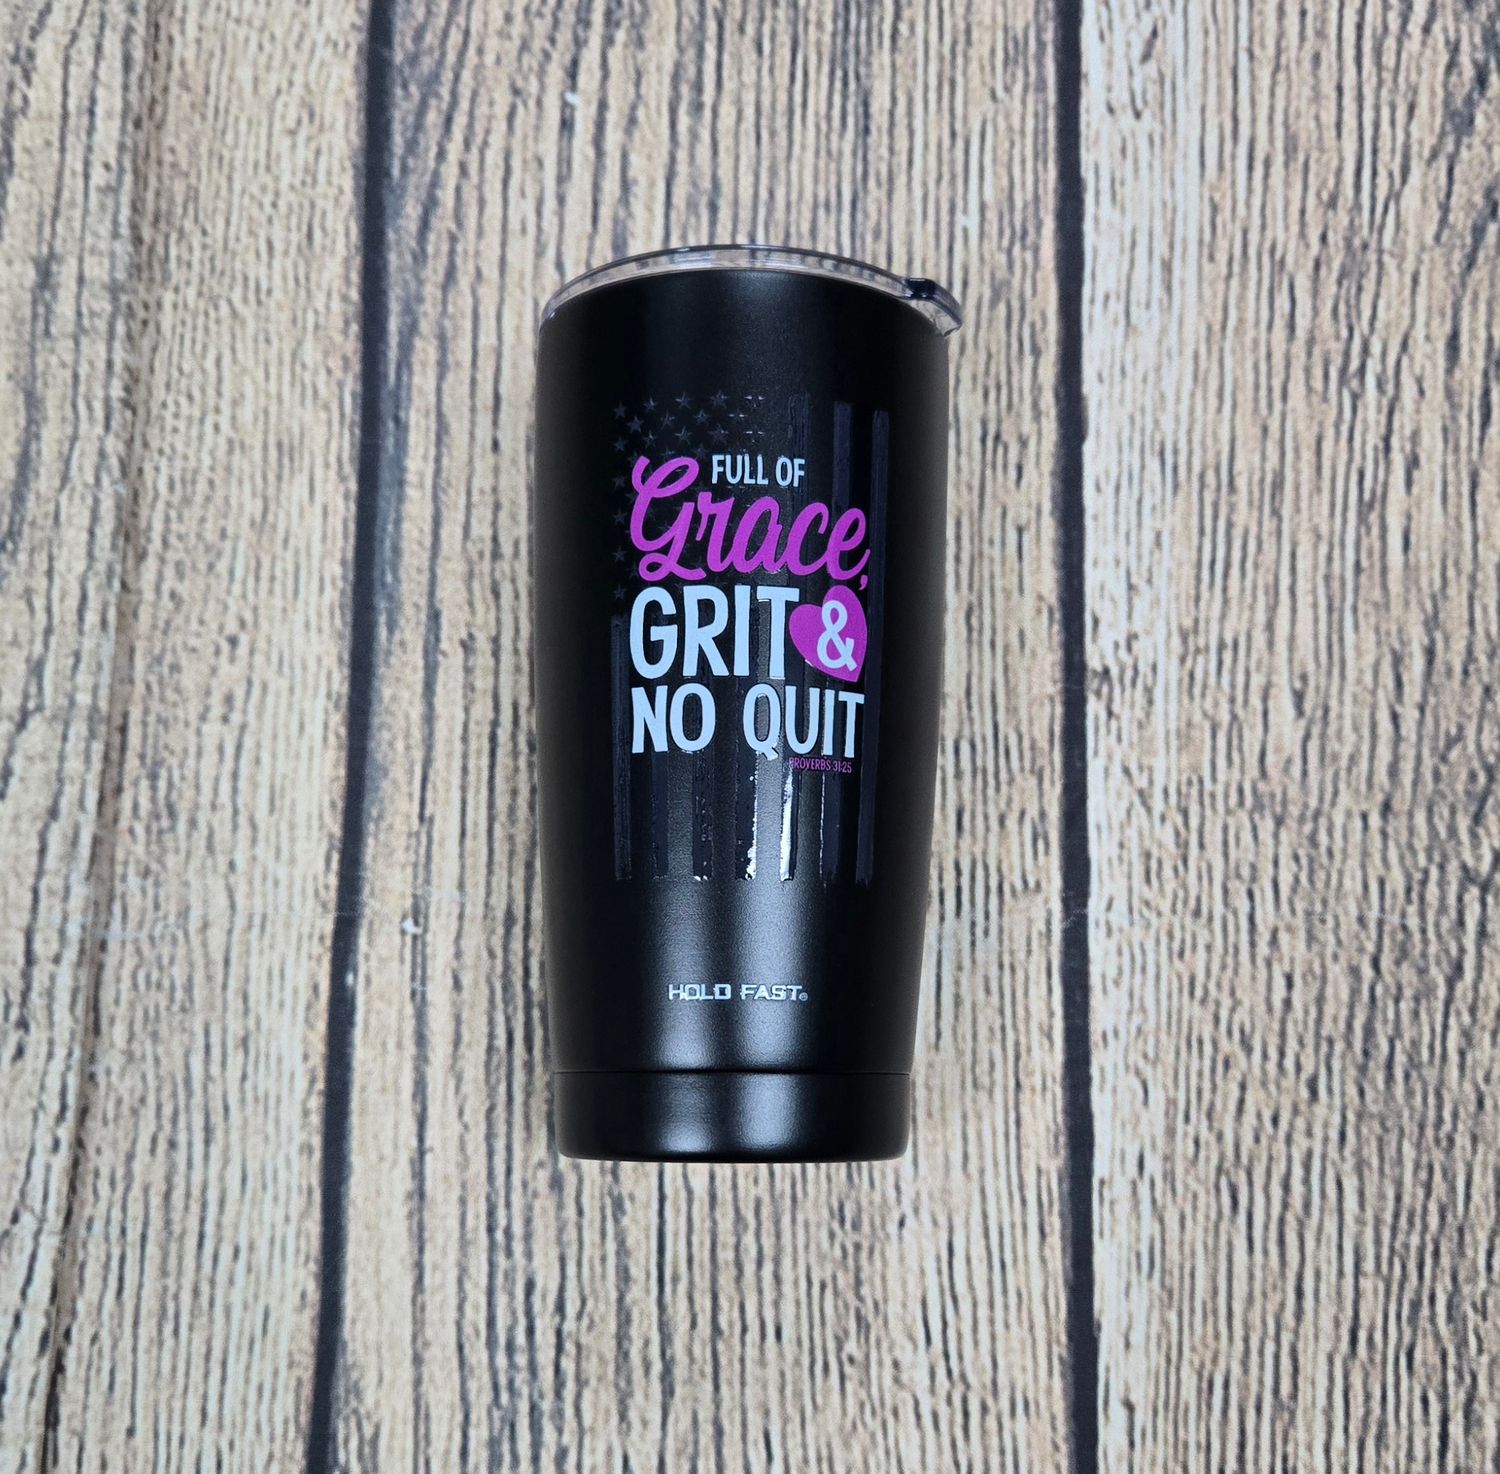 FULL OF
Grace,
GRIT &
NO QUIT
PROVERBS 31:25
HOLD FAST®